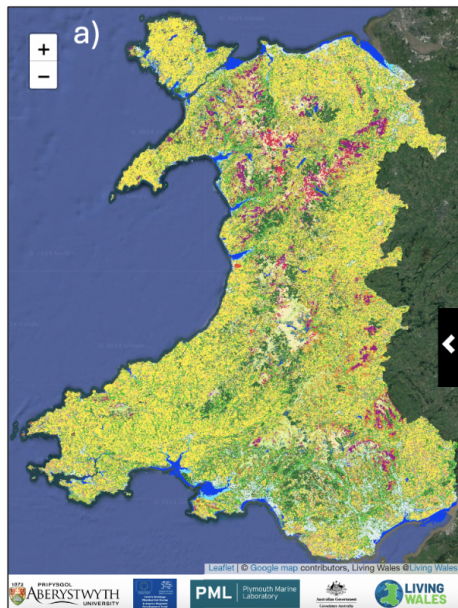 +
a)
−
Leaflet | © Google map contributors, Living Wales @Living Wales
1872
PRIFYSGOL
ABERYSTWYTH
UNIVERSITY
PML Plymouth Marine
Laboratory
Australian Government
LIVING
WALES